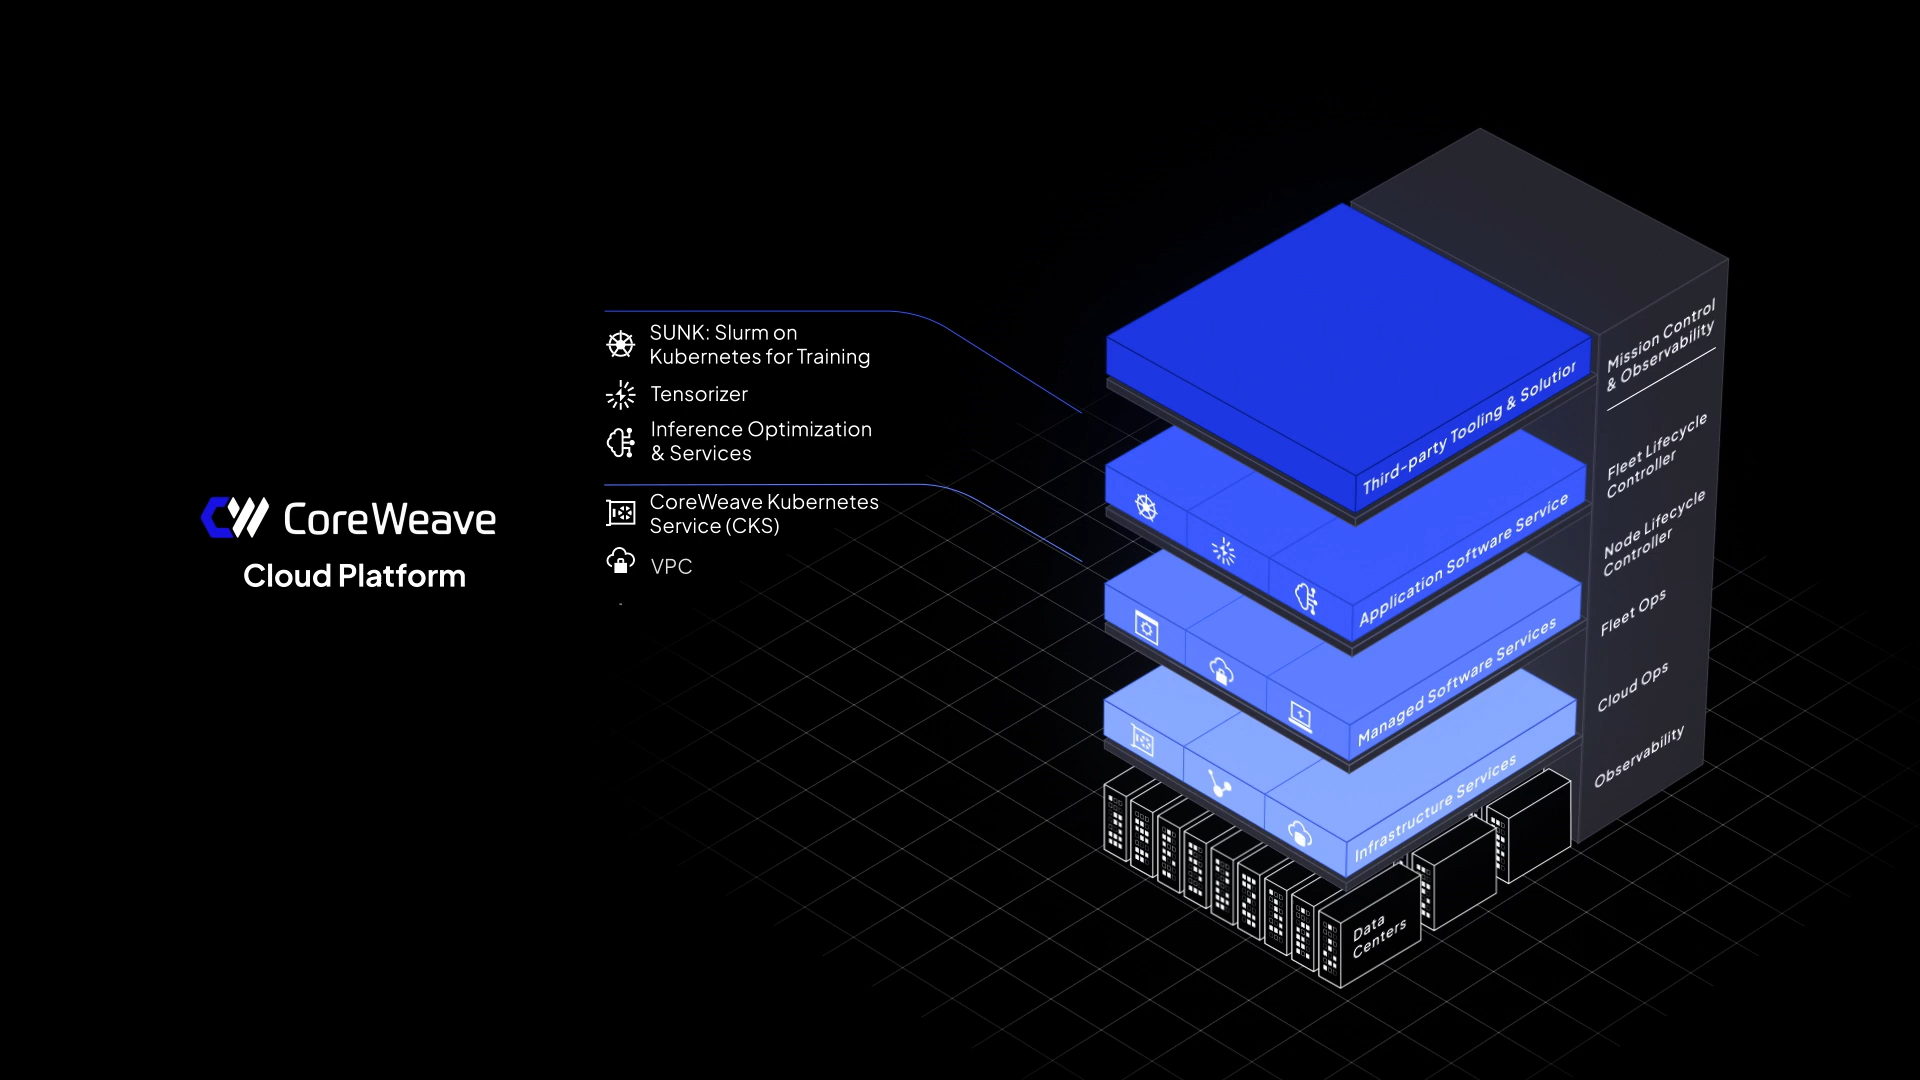 CoreWeave
Cloud Platform
SUNK: Slurm on
Kubernetes for Training
Tensorizer
Inference Optimization
& Services
CoreWeave Kubernetes
Service (CKS)
VPC
Third-party Tooling & Solution
Application Software Service
Managed Software Services
Infrastructure Services
Data
Centers
Mission Control
& Observability
Fleet Lifecycle
Controller
Node Lifecycle
Controller
Fleet Ops
Cloud Ops
Observability